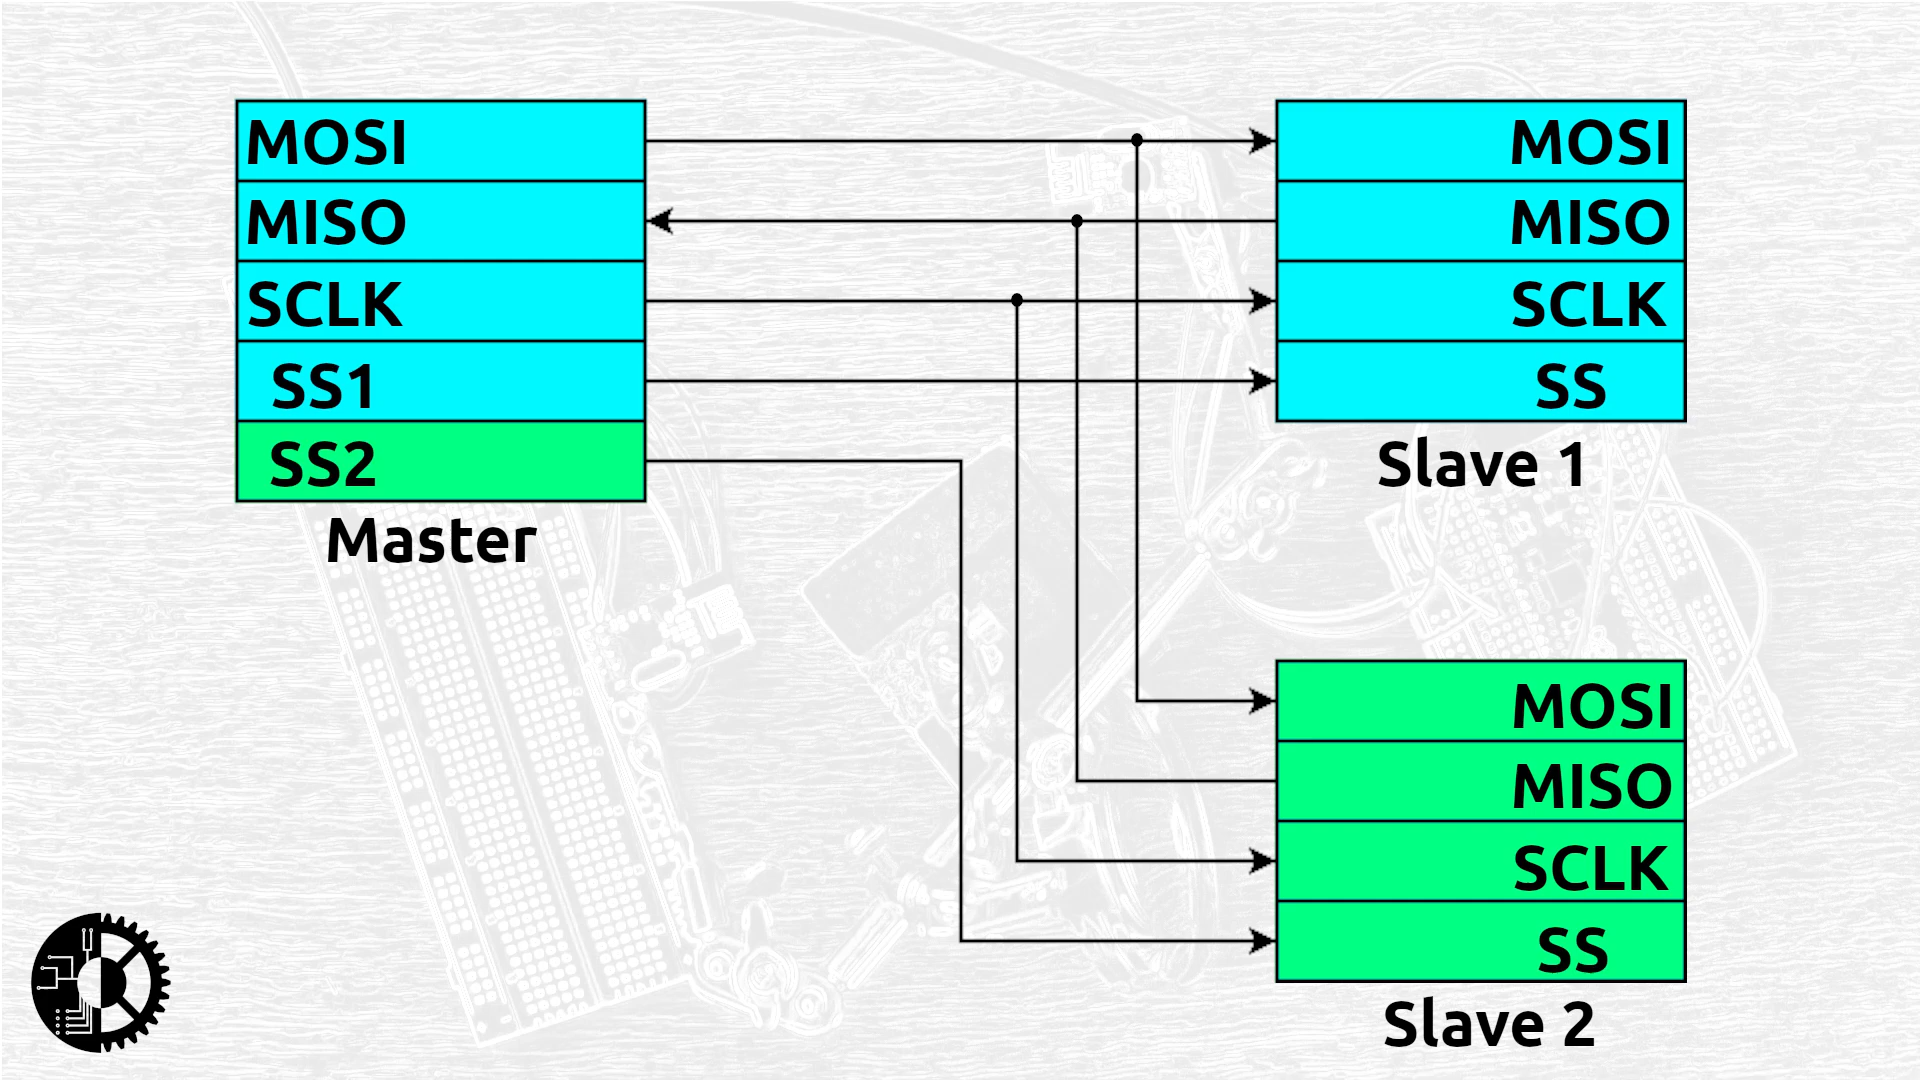 MOSI
MISO
SCLK
SS1
SS2
Master
MOSI
MISO
SCLK
SS
Slave 1
MOSI
MISO
SCLK
SS
Slave 2